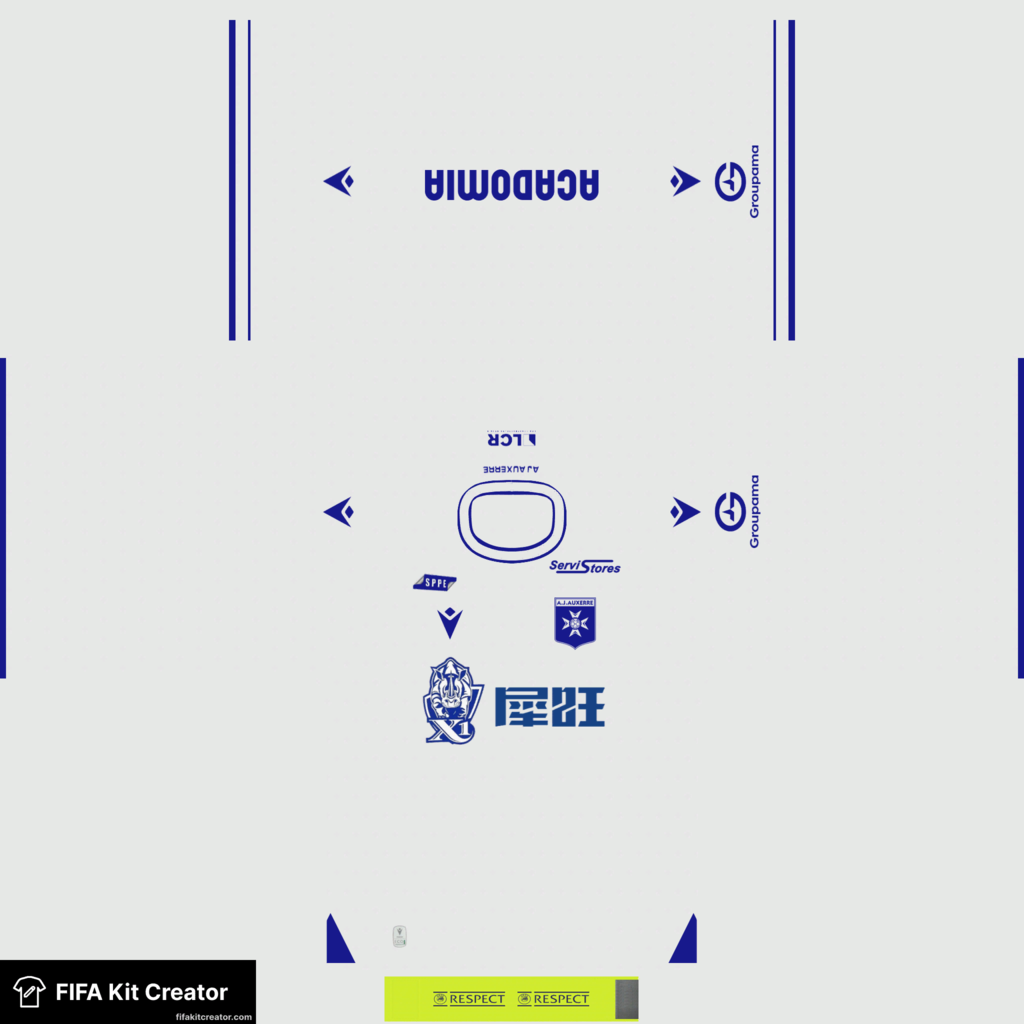 ACADOMIA
Groupama
LCR
AJ AUXERRE
Groupama
ServiStores
SPPE
A.J.AUXERRE
X1
犀旺
RESPECT RESPECT
FIFA Kit Creator
fifakitcreator.com